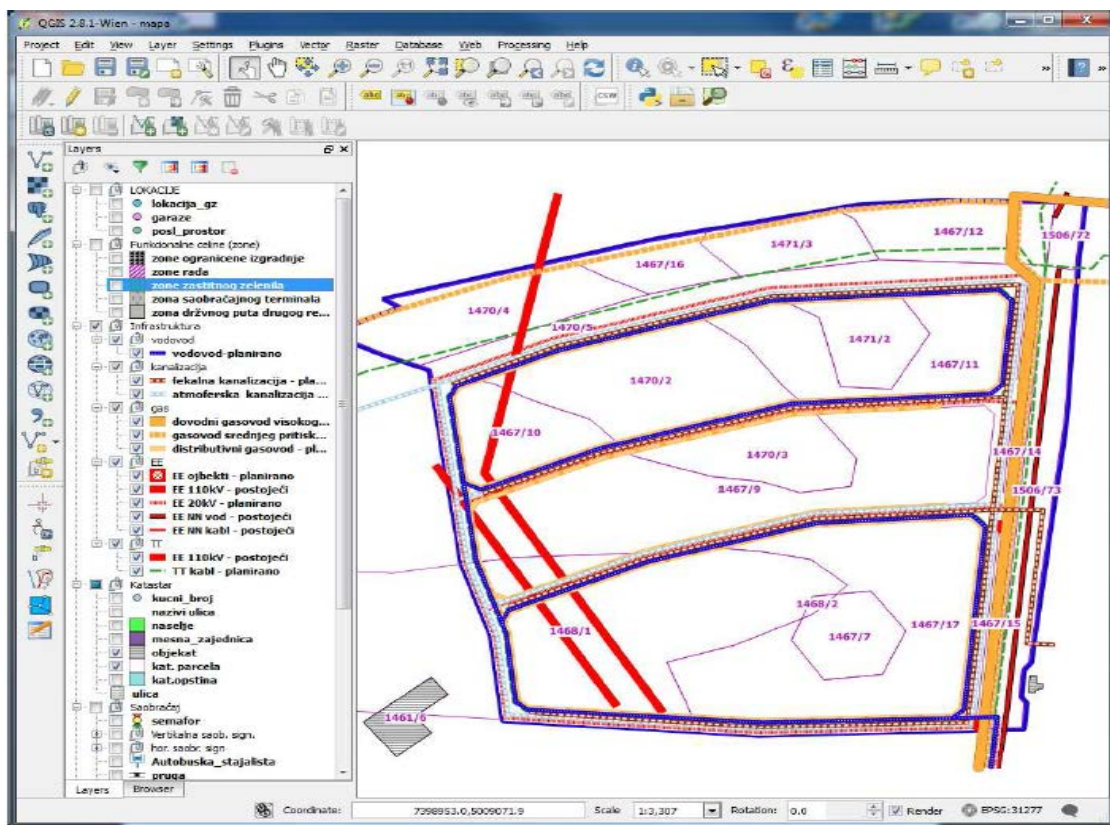 QGIS 2.8.1-Wien - mapa
Project Edit View Layer Settings Plugins Vector Raster Database Web Processing Help
CSW
Layers
LOKACIJE
lokacija_gz
garaze
posl_prostor
Funkcionalne celine (zone)
zone ogranicene izgradnje
zone rada
zone zastitnog zelenila
zona saobraćajnog terminala
zona državnog puta drugog re...
Infrastruktura
vodovod
vodovod-planirano
kanalizacija
fekalna kanalizacija - pla...
atmoferska kanalizacija ...
gas
dovodni gasovod visokog...
gasovod srednjeg pritisk...
distributivni gasovod - pl...
EE
EE ojbekti - planirano
EE 110kV - postojeći
EE 20kV - planirano
EE NN vod - postojeći
EE NN kabl - postojeći
TT
EE 110kV - postojeći
TT kabl - planirano
Katastar
kucni_broj
nazivi ulica
naselje
mesna_zajednica
objekat
kat. parcela
kat.opstina
ulica
Saobraćaj
semafor
Vertikalna saob. sign.
hor. saobr. sign
Autobuska_stajalista
pruga
Layers Browser
1506/72
1467/12
1471/3
1467/16
1470/4
1470/5
1471/2
1467/11
1470/2
1467/10
1470/3
1467/14
1467/9
1506/73
1468/2
1468/1
1467/7
1467/17
1467/15
1461/6
Coordinate: 7398953.0,5009071.9 Scale 1:3,307 Rotation: 0.0 Render EPSG:31277